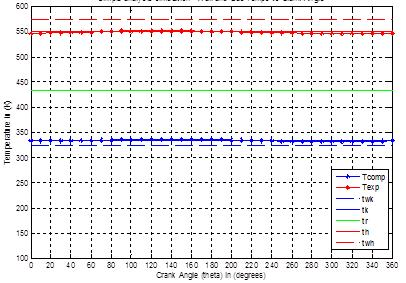 600
550
500
450
400
350
300
250
200
150
100
Temperature in (K)
Tcomp
Texp
twk
tk
tr
th
twh
0 20 40 60 80 100 120 140 160 180 200 220 240 260 280 300 320 340 360
Crank Angle (theta) in (degrees)